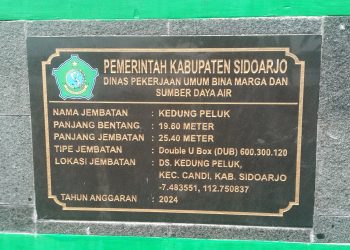 PEMERINTAH KABUPATEN SIDOARJO
DINAS PEKERJAAN UMUM BINA MARGA DAN
SUMBER DAYA AIR
NAMA JEMBATAN : KEDUNG PELUK
PANJANG BENTANG : 19.60 METER
PANJANG JEMBATAN : 25.40 METER
TIPE JEMBATAN : Double U Box (DUB) 600.300.120
LOKASI JEMBATAN : DS. KEDUNG PELUK,
KEC. CANDI, KAB. SIDOARJO
-7.483551, 112.750837
TAHUN ANGGARAN : 2024